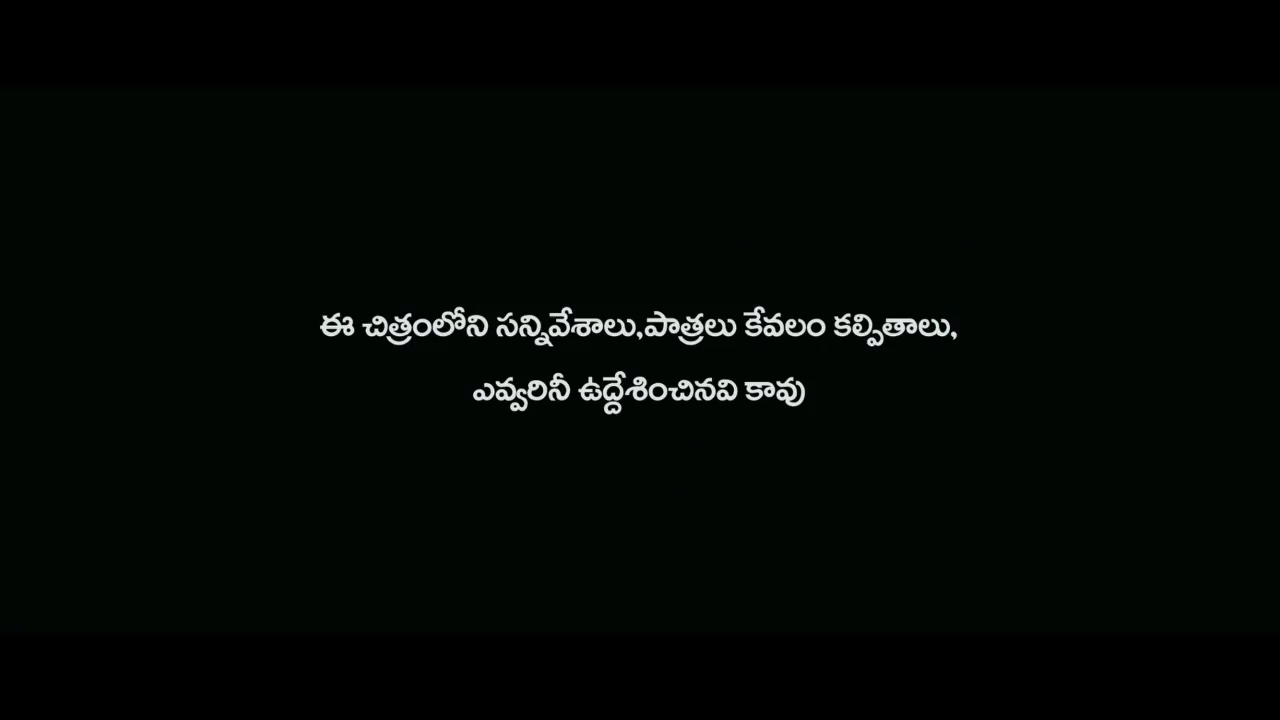 ఈ చిత్రంలోని సన్నివేశాలు,పాత్రలు కేవలం కల్పితాలు,
ఎవ్వరినీ ఉద్దేశించినవి కావు